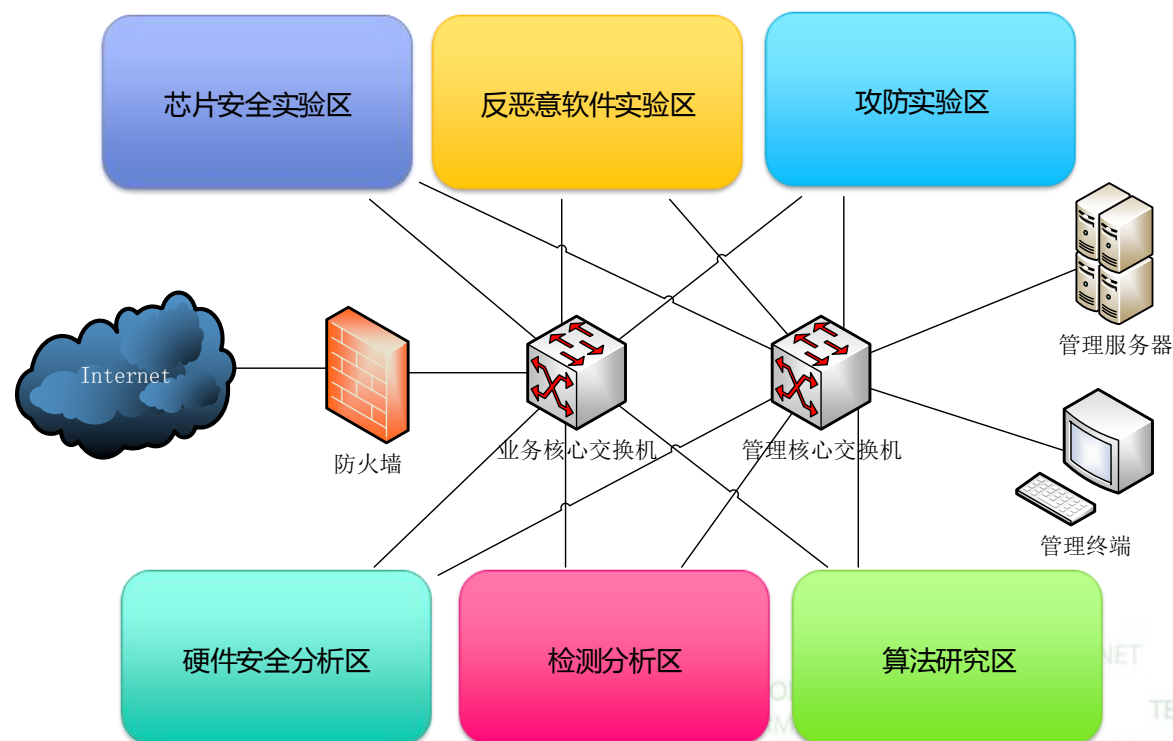 芯片安全实验区
反恶意软件实验区
攻防实验区
Internet
防火墙
业务核心交换机
管理核心交换机
管理服务器
管理终端
硬件安全分析区
检测分析区
算法研究区